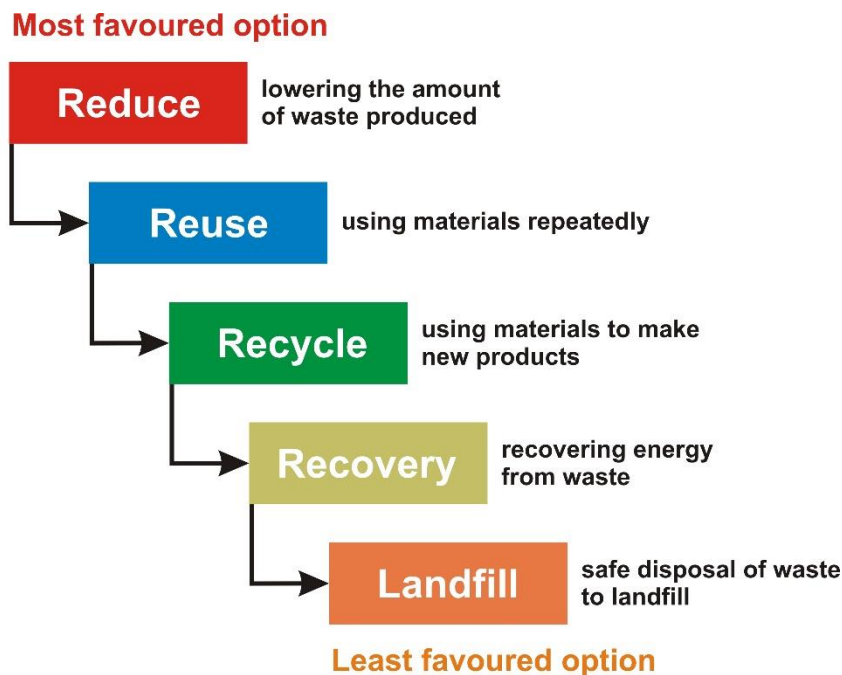 Most favoured option
Reduce
lowering the amount
of waste produced
Reuse
using materials repeatedly
Recycle
using materials to make
new products
Recovery
recovering energy
from waste
Landfill
safe disposal of waste
to landfill
Least favoured option